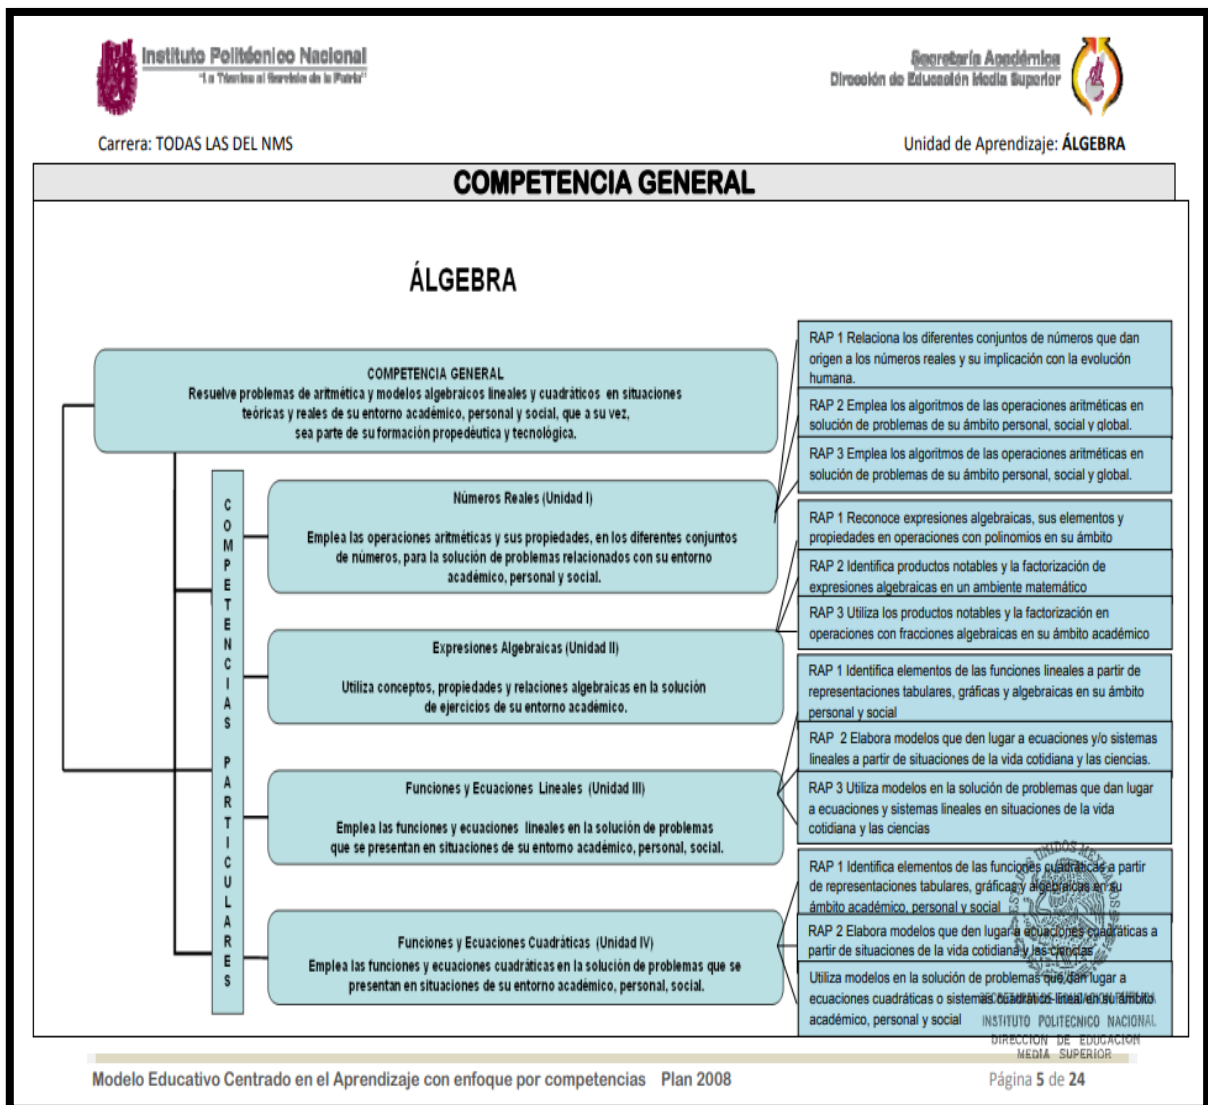 Instituto Politécnico Nacional
"La Técnica al Servicio de la Patria"
Secretaría Académica
Dirección de Educación Media Superior
Carrera: TODAS LAS DEL NMS
Unidad de Aprendizaje: ÁLGEBRA
COMPETENCIA GENERAL
ÁLGEBRA
COMPETENCIA GENERAL
Resuelve problemas de aritmética y modelos algebraicos lineales y cuadráticos en situaciones
teóricas y reales de su entorno académico, personal y social, que a su vez,
sea parte de su formación propedéutica y tecnológica.
COMPETENCIAS PARTICULARES
Números Reales (Unidad I)
Emplea las operaciones aritméticas y sus propiedades, en los diferentes conjuntos
de números, para la solución de problemas relacionados con su entorno
académico, personal y social.
Expresiones Algebraicas (Unidad II)
Utiliza conceptos, propiedades y relaciones algebraicas en la solución
de ejercicios de su entorno académico.
Funciones y Ecuaciones Lineales (Unidad III)
Emplea las funciones y ecuaciones lineales en la solución de problemas
que se presentan en situaciones de su entorno académico, personal, social.
Funciones y Ecuaciones Cuadráticas (Unidad IV)
Emplea las funciones y ecuaciones cuadráticas en la solución de problemas que se
presentan en situaciones de su entorno académico, personal, social.
RAP 1 Relaciona los diferentes conjuntos de números que dan
origen a los números reales y su implicación con la evolución
humana.
RAP 2 Emplea los algoritmos de las operaciones aritméticas en
solución de problemas de su ámbito personal, social y global.
RAP 3 Emplea los algoritmos de las operaciones aritméticas en
solución de problemas de su ámbito personal, social y global.
RAP 1 Reconoce expresiones algebraicas, sus elementos y
propiedades en operaciones con polinomios en su ámbito
RAP 2 Identifica productos notables y la factorización de
expresiones algebraicas en un ambiente matemático
RAP 3 Utiliza los productos notables y la factorización en
operaciones con fracciones algebraicas en su ámbito académico
RAP 1 Identifica elementos de las funciones lineales a partir de
representaciones tabulares, gráficas y algebraicas en su ámbito
personal y social
RAP 2 Elabora modelos que den lugar a ecuaciones y/o sistemas
lineales a partir de situaciones de la vida cotidiana y las ciencias.
RAP 3 Utiliza modelos en la solución de problemas que dan lugar
a ecuaciones y sistemas lineales en situaciones de la vida
cotidiana y las ciencias
RAP 1 Identifica elementos de las funciones cuadráticas a partir
de representaciones tabulares, gráficas y algebraicas en su
ámbito académico, personal y social
RAP 2 Elabora modelos que den lugar a ecuaciones cuadráticas a
partir de situaciones de la vida cotidiana y las ciencias
Utiliza modelos en la solución de problemas que dan lugar a
ecuaciones cuadráticas o sistemas cuadrático-lineal en su ámbito
académico, personal y social
ESTADOS UNIDOS MEXICANOS
INSTITUTO POLITECNICO NACIONAL
DIRECCION DE EDUCACION
MEDIA SUPERIOR
Modelo Educativo Centrado en el Aprendizaje con enfoque por competencias Plan 2008
Página 5 de 24